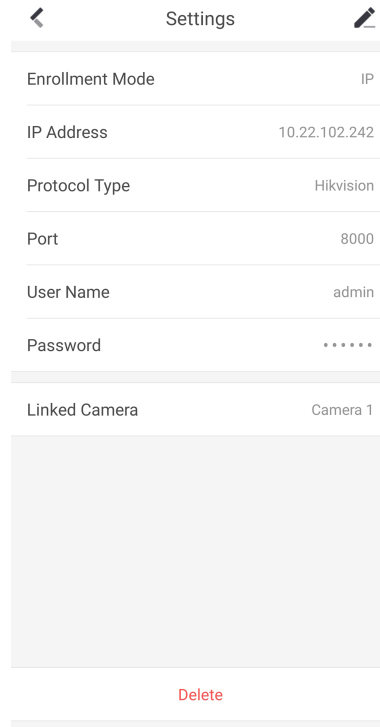 Settings
Enrollment Mode IP
IP Address 10.22.102.242
Protocol Type Hikvision
Port 8000
User Name admin
Password ••••••
Linked Camera Camera 1
Delete